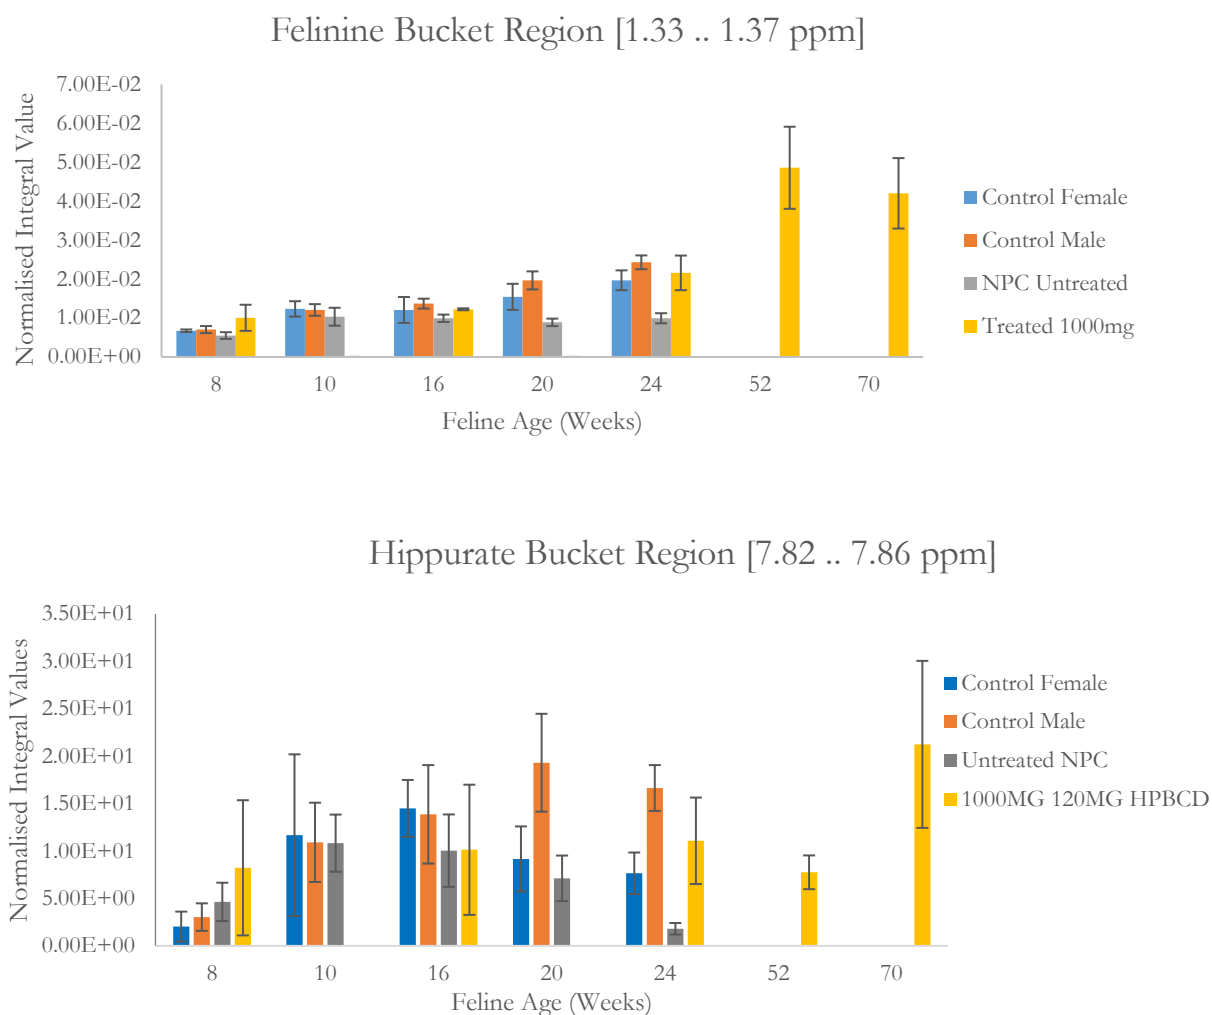 Felinine Bucket Region [1.33 .. 1.37 ppm]
Normalised Integral Value
7.00E-02
6.00E-02
5.00E-02
4.00E-02
3.00E-02
2.00E-02
1.00E-02
0.00E+00
8 10 16 20 24 52 70
Feline Age (Weeks)
Control Female
Control Male
NPC Untreated
Treated 1000mg
Hippurate Bucket Region [7.82 .. 7.86 ppm]
Normalised Integral Values
3.50E+01
3.00E+01
2.50E+01
2.00E+01
1.50E+01
1.00E+01
5.00E+00
0.00E+00
8 10 16 20 24 52 70
Feline Age (Weeks)
Control Female
Control Male
Untreated NPC
1000MG 120MG HPBCD